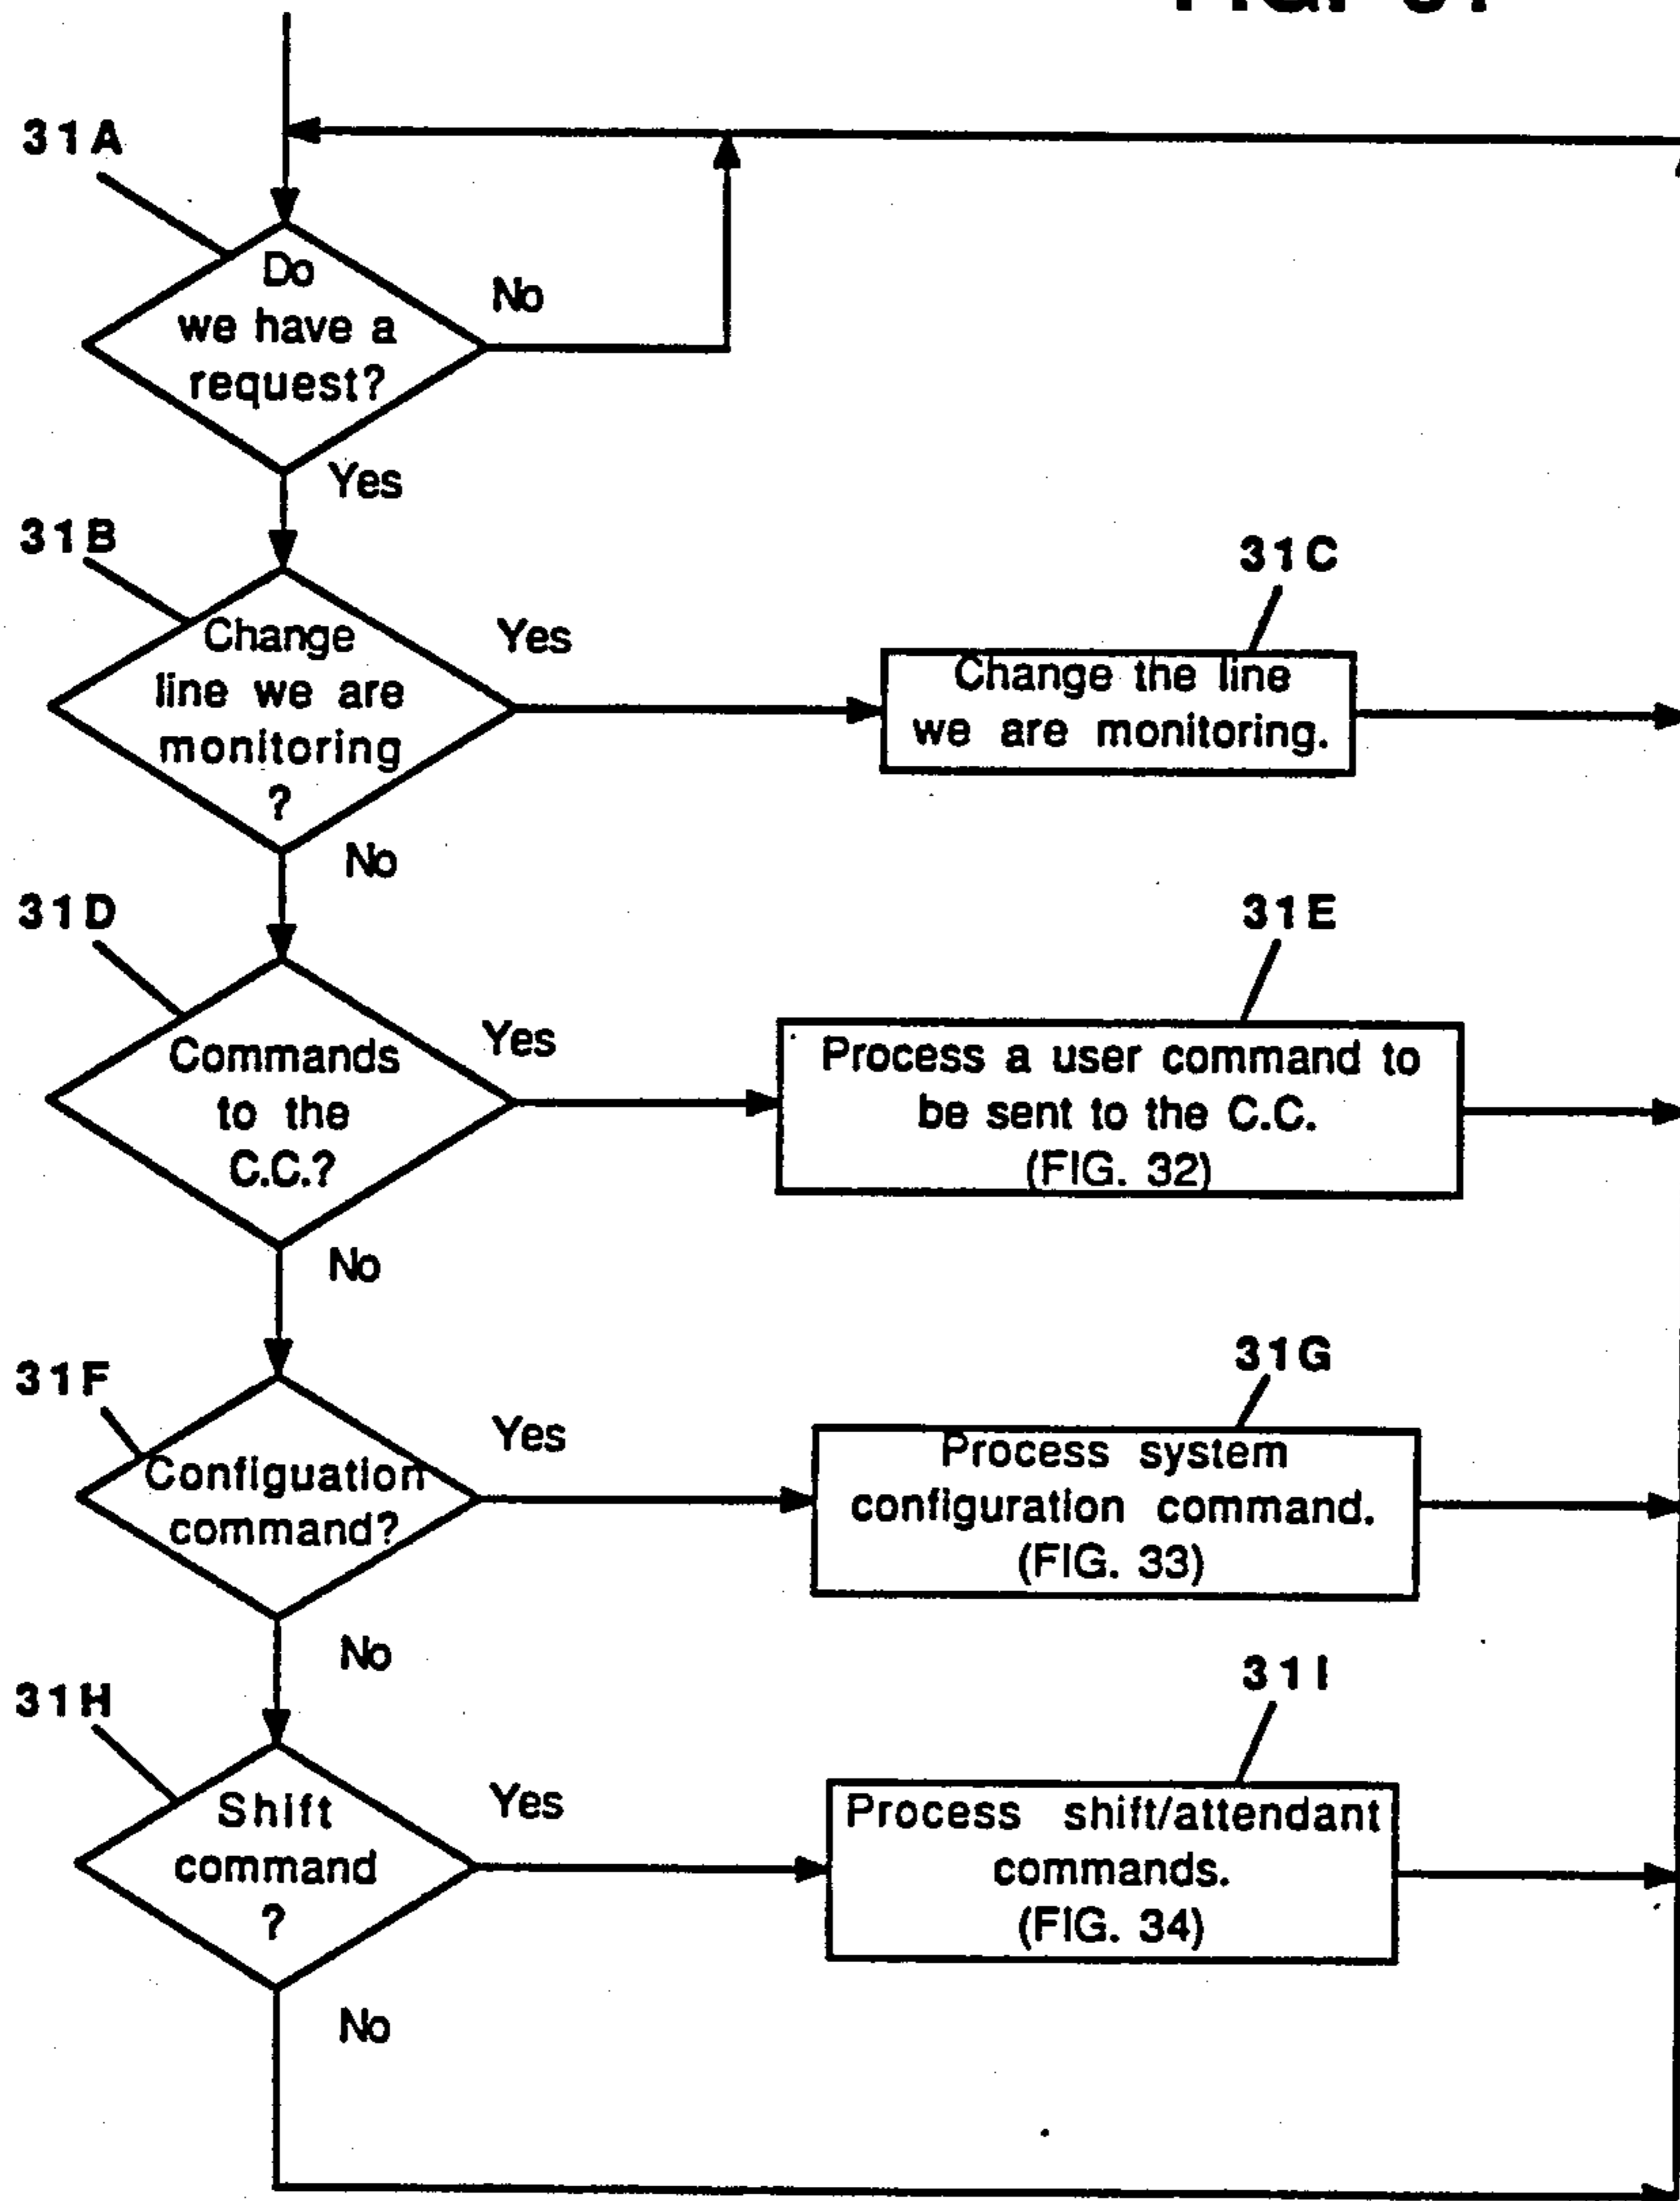 31A
Do
we have a
request?
No
Yes
31B
Change
line we are
monitoring
?
Yes
No
31C
Change the line
we are monitoring.
31D
Commands
to the
C.C.?
Yes
No
31E
Process a user command to
be sent to the C.C.
(FIG. 32)
31F
Configuation
command?
Yes
No
31G
Process system
configuration command.
(FIG. 33)
31H
Shift
command
?
Yes
No
31I
Process shift/attendant
commands.
(FIG. 34)